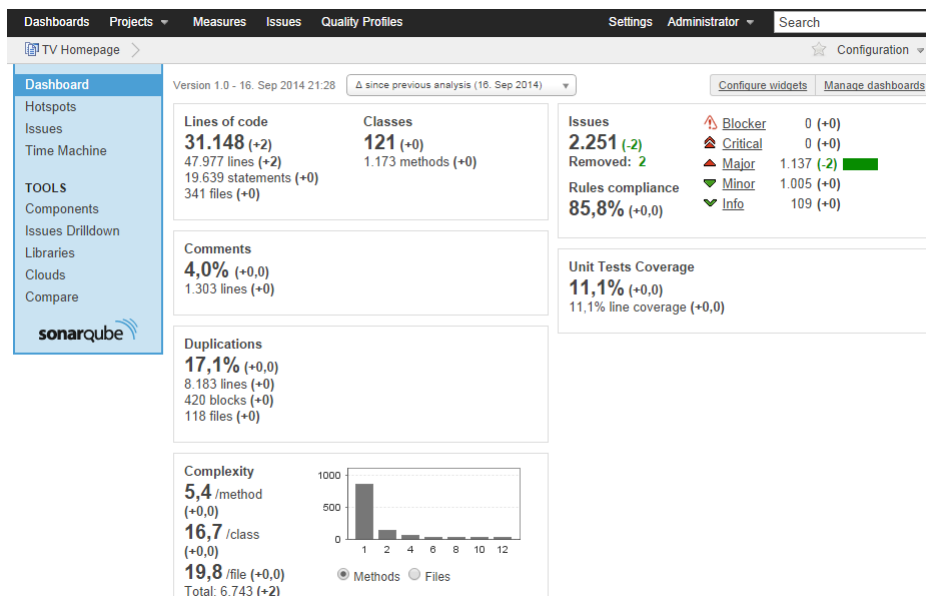 Dashboards Projects Measures Issues Quality Profiles Settings Administrator Search
TV Homepage Configuration
Dashboard
Hotspots
Issues
Time Machine
TOOLS
Components
Issues Drilldown
Libraries
Clouds
Compare
sonarqube
Version 1.0 - 16. Sep 2014 21:28 Δ since previous analysis (16. Sep 2014) Configure widgets Manage dashboards
Lines of code
31.148 (+2)
47.977 lines (+2)
19.639 statements (+0)
341 files (+0)
Classes
121 (+0)
1.173 methods (+0)
Comments
4,0% (+0,0)
1.303 lines (+0)
Duplications
17,1% (+0,0)
8.183 lines (+0)
420 blocks (+0)
118 files (+0)
Complexity
5,4 /method
(+0,0)
16,7 /class
(+0,0)
19,8 /file (+0,0)
Total: 6.743 (+2)
1000
500
0
1 2 4 6 8 10 12
Methods Files
Issues
2.251 (-2)
Removed: 2
Rules compliance
85,8% (+0,0)
Blocker 0 (+0)
Critical 0 (+0)
Major 1.137 (-2)
Minor 1.005 (+0)
Info 109 (+0)
Unit Tests Coverage
11,1% (+0,0)
11,1% line coverage (+0,0)